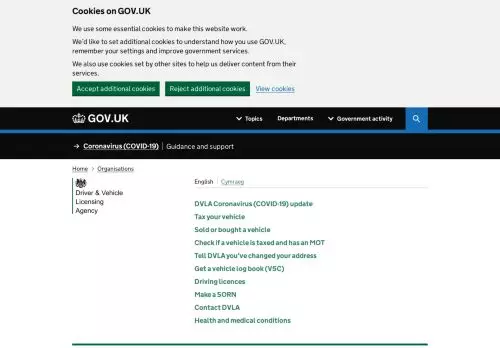 Cookies on GOV.UK
We use some essential cookies to make this website work.
We'd like to set additional cookies to understand how you use GOV.UK,
remember your settings and improve government services.
We also use cookies set by other sites to help us deliver content from their
services.
Accept additional cookies Reject additional cookies View cookies
GOV.UK Topics Departments Government activity
→ Coronavirus (COVID-19) | Guidance and support
Home > Organisations
English Cymraeg
Driver & Vehicle
Licensing
Agency
DVLA Coronavirus (COVID-19) update
Tax your vehicle
Sold or bought a vehicle
Check if a vehicle is taxed and has an MOT
Tell DVLA you've changed your address
Get a vehicle log book (V5C)
Driving licences
Make a SORN
Contact DVLA
Health and medical conditions